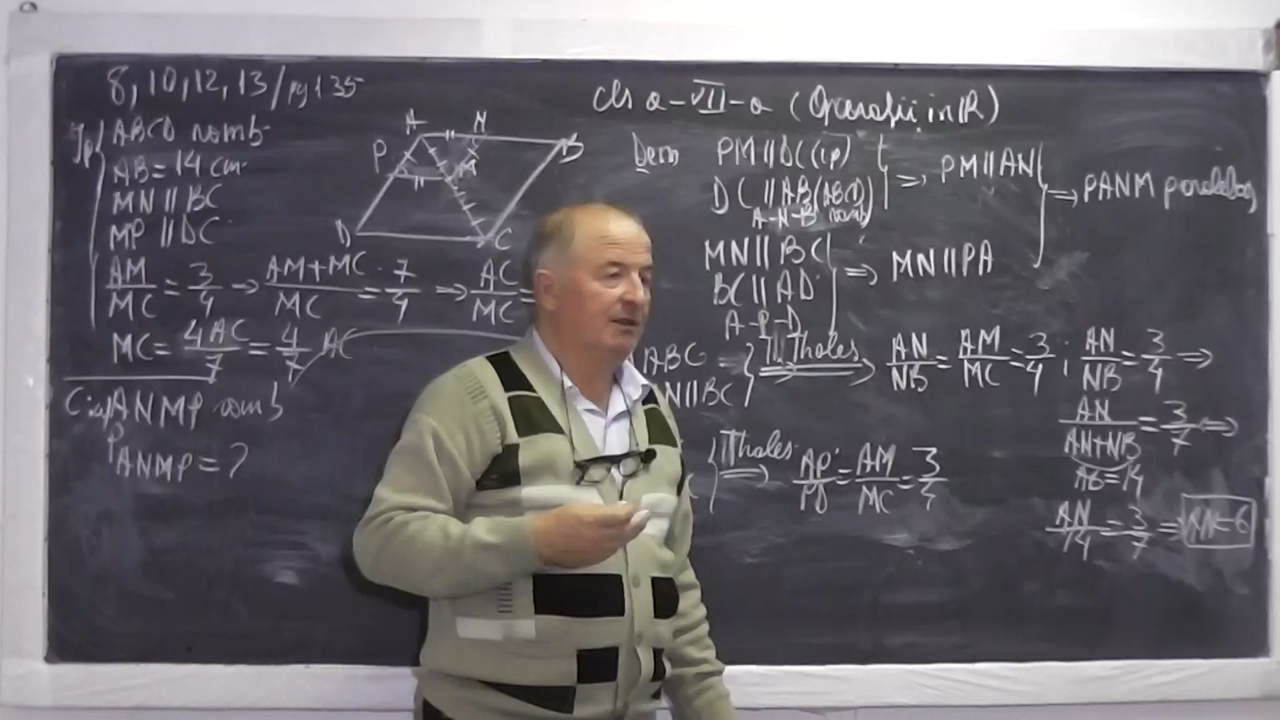 8, 10, 12, 13/pg 135
cls a-VII-a (Operații în ℝ)
Ip
ABCD romb
AB = 14 cm
MN ∥ BC
MP ∥ DC
AM/MC = 3/4 → AM+MC/MC = 7/4 ⇒ AC/MC =
MC = 4AC/7 = 4/7 AC
ANMP romb
P ANMP = ?
A N B
P M
D C
Dem PM ∥ DC (ip)
DC ∥ AB (ABCD romb)
A-N-B
⇒ PM ∥ AN
⇒ PANM
MN ∥ BC
BC ∥ AD
A-P-D
⇒ MN ∥ PA
ABC
N ∥ BC
T. Thales ⇒ AN/NB = AM/MC = 3/4 ; AN/NB = 3/4 ⇒
AN/AN+NB = 3/7 ⇒
AB = 14
AN/14 = 3/7 ⇒ AN = 6
C
T Thales ⇒ AP/PD = AM/MC = 3/4